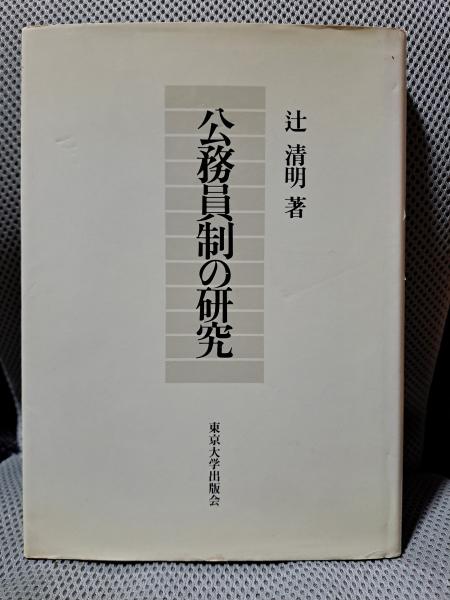 辻 清明 著
公務員制の研究
東京大学出版会